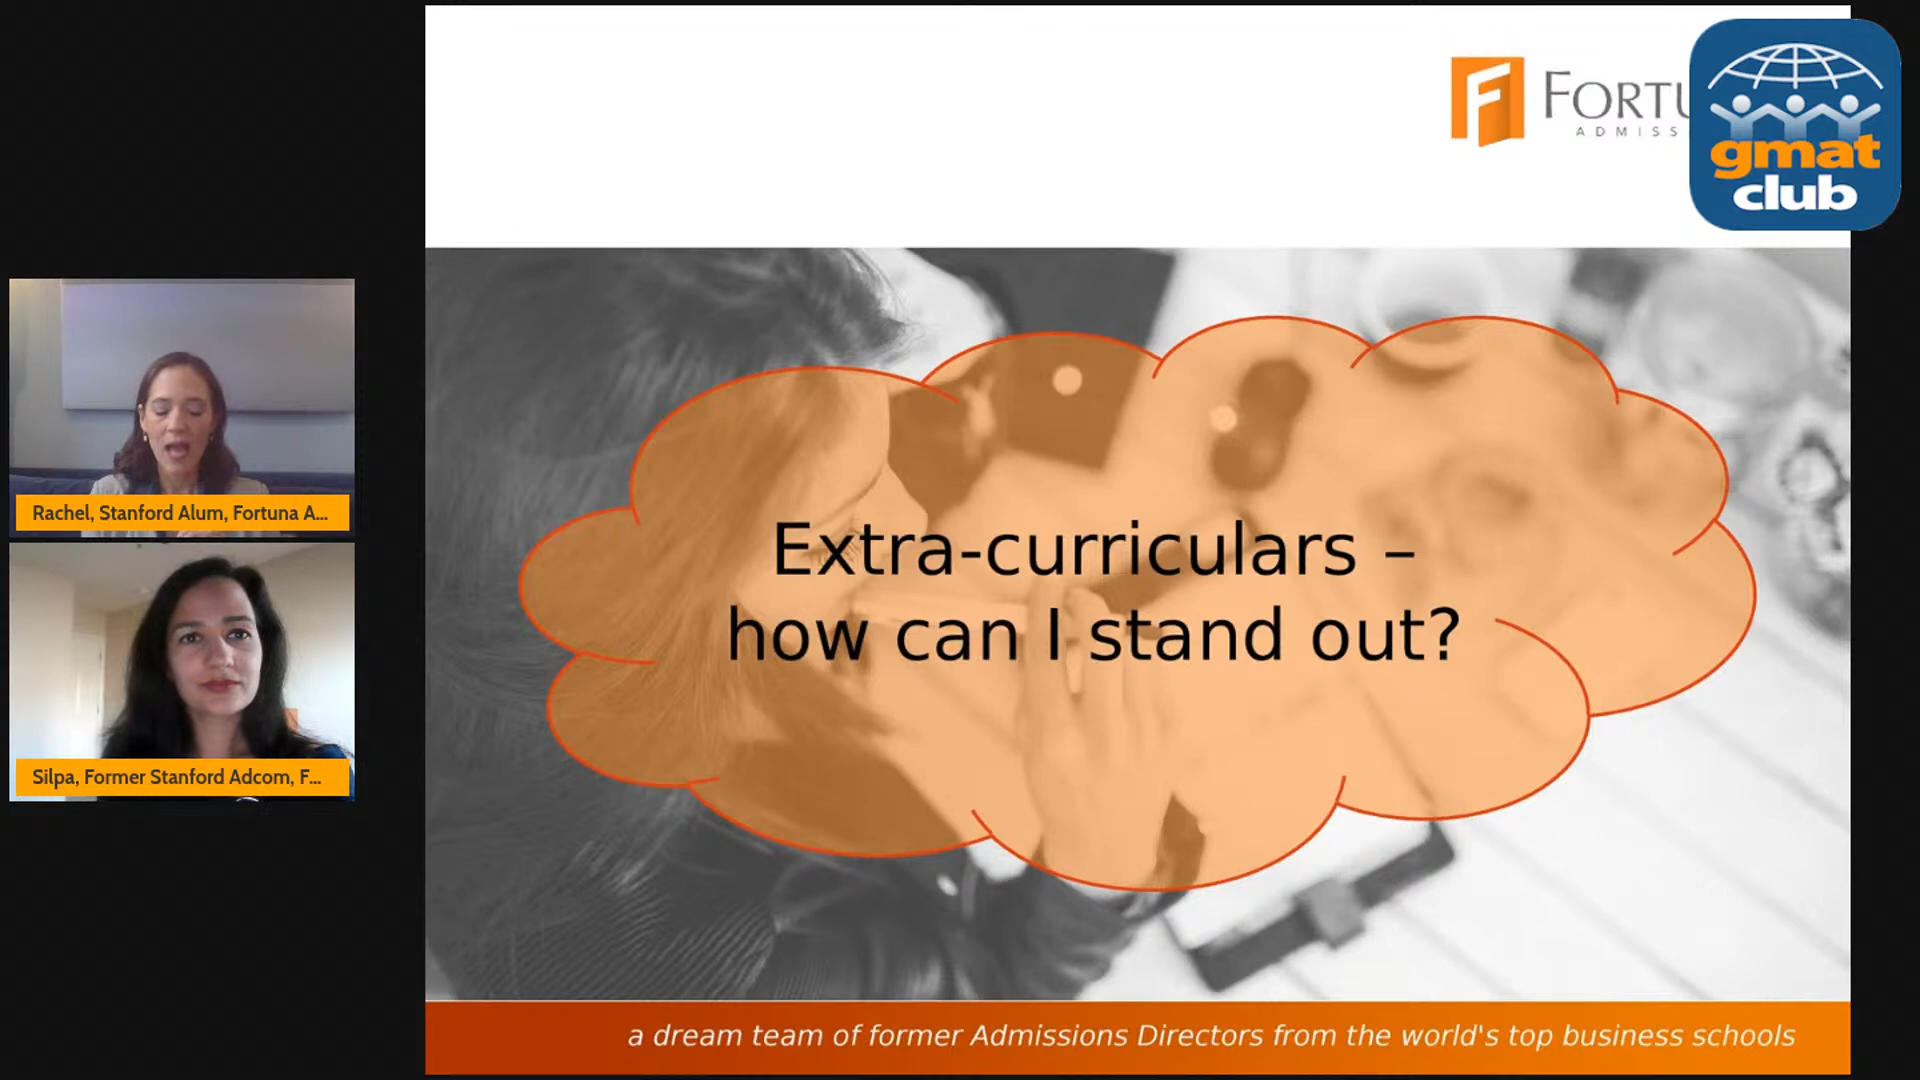 FORTU
ADMISS
gmat
club
Rachel, Stanford Alum, Fortuna A...
Extra-curriculars –
how can I stand out?
Silpa, Former Stanford Adcom, F...
a dream team of former Admissions Directors from the world's top business schools